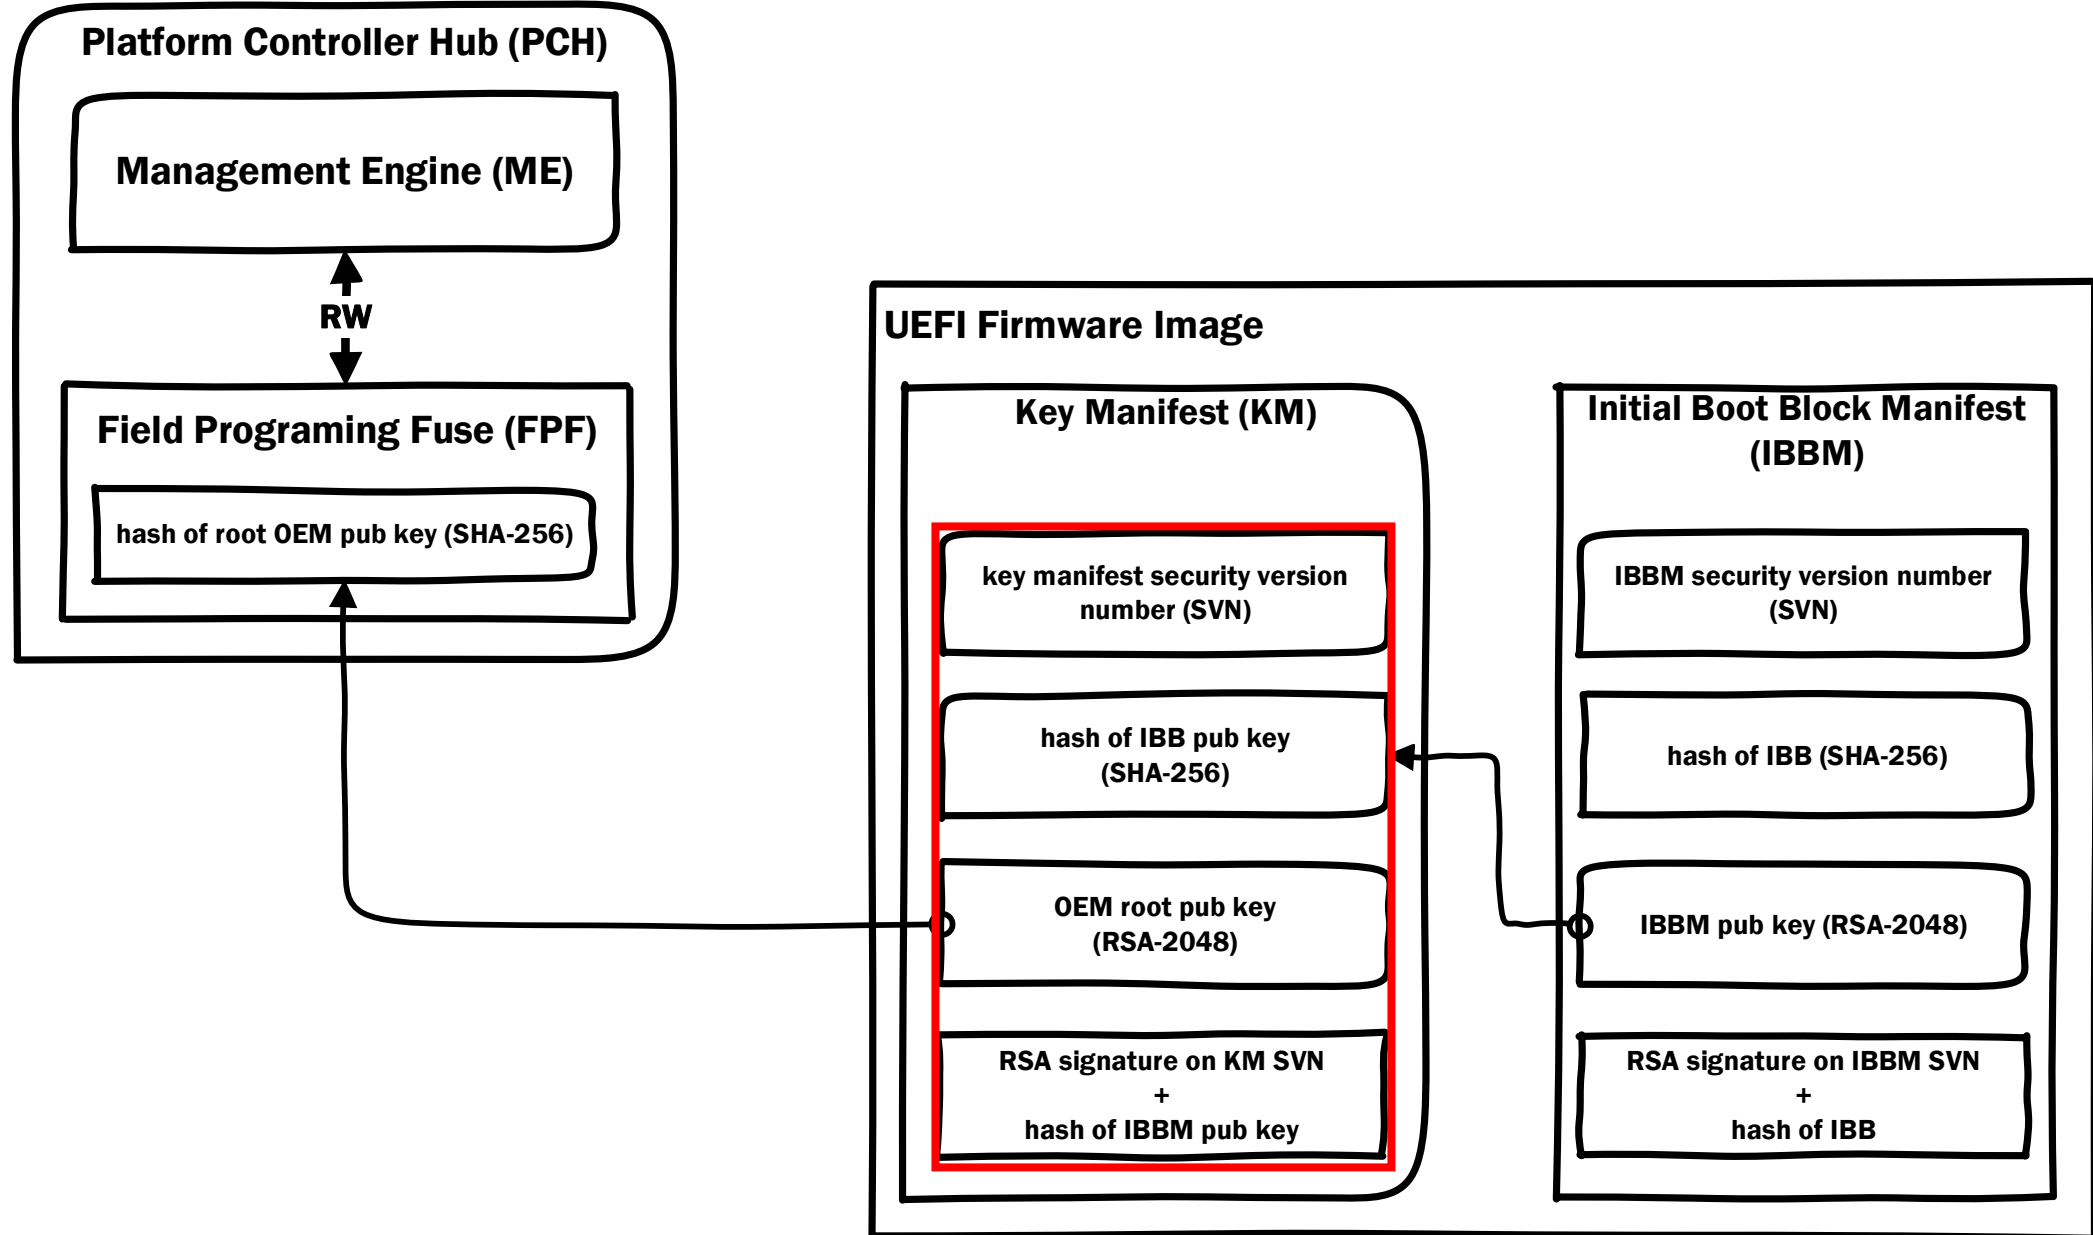 Platform Controller Hub (PCH)
Management Engine (ME)
RW
Field Programing Fuse (FPF)
hash of root OEM pub key (SHA-256)
UEFI Firmware Image
Key Manifest (KM)
key manifest security version
number (SVN)
hash of IBB pub key
(SHA-256)
OEM root pub key
(RSA-2048)
RSA signature on KM SVN
+
hash of IBBM pub key
Initial Boot Block Manifest
(IBBM)
IBBM security version number
(SVN)
hash of IBB (SHA-256)
IBBM pub key (RSA-2048)
RSA signature on IBBM SVN
+
hash of IBB